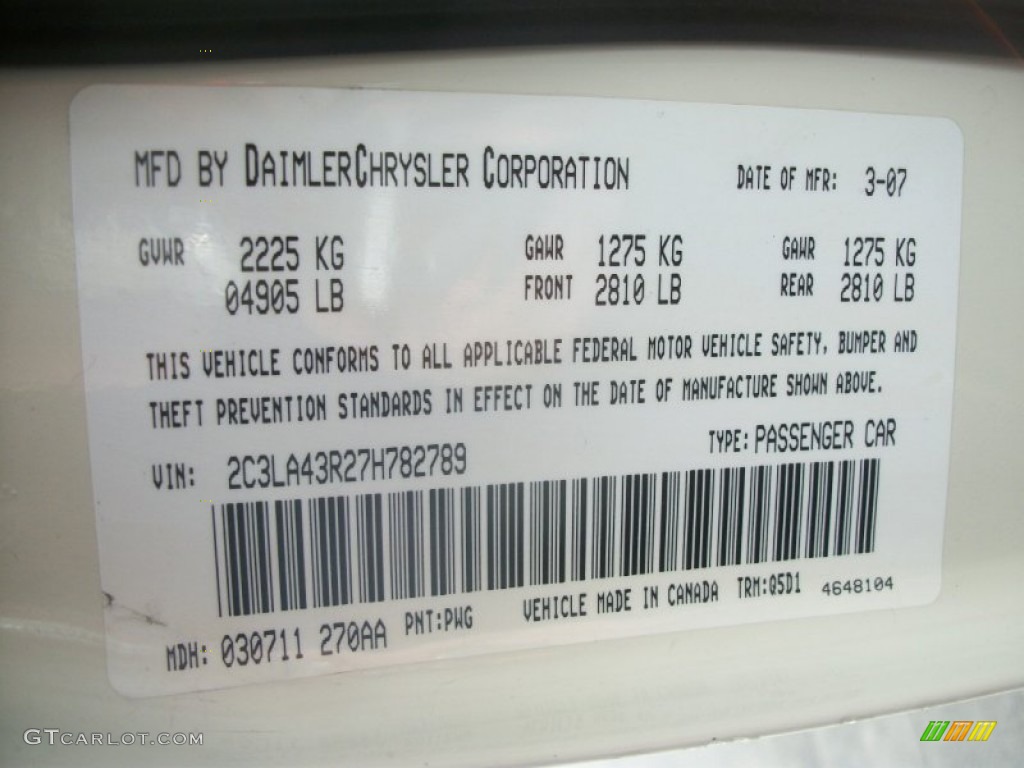 MFD BY DAIMLERCHRYSLER CORPORATION DATE OF MFR: 3-07
GVWR 2225 KG GAWR 1275 KG GAWR 1275 KG
04905 LB FRONT 2810 LB REAR 2810 LB
THIS VEHICLE CONFORMS TO ALL APPLICABLE FEDERAL MOTOR VEHICLE SAFETY, BUMPER AND
THEFT PREVENTION STANDARDS IN EFFECT ON THE DATE OF MANUFACTURE SHOWN ABOVE.
VIN: 2C3LA43R27H782789 TYPE: PASSENGER CAR
MDH: 030711 270AA PNT:PWG VEHICLE MADE IN CANADA TRM:Q5D1 4648104
GTCARLOT.COM